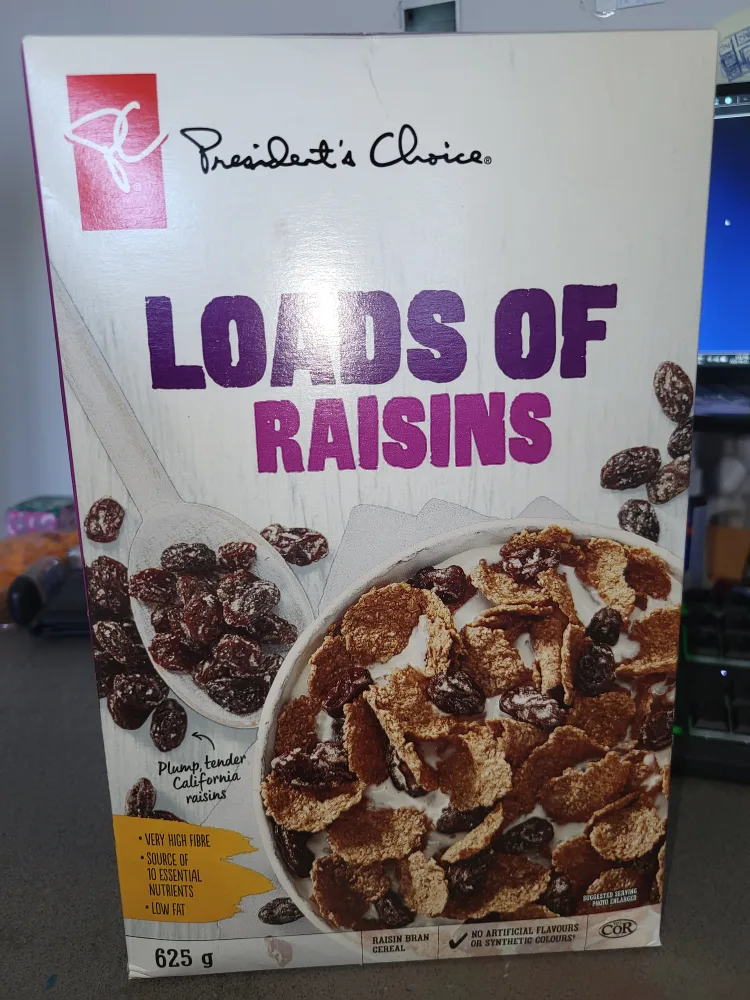 PC®
President's Choice®
LOADS OF
RAISINS
Plump, tender
California
raisins
• VERY HIGH FIBRE
• SOURCE OF
10 ESSENTIAL
NUTRIENTS
• LOW FAT
SUGGESTED SERVING
PHOTO ENLARGED
625 g
RAISIN BRAN
CEREAL
✓ NO ARTIFICIAL FLAVOURS
OR SYNTHETIC COLOURS!
COR